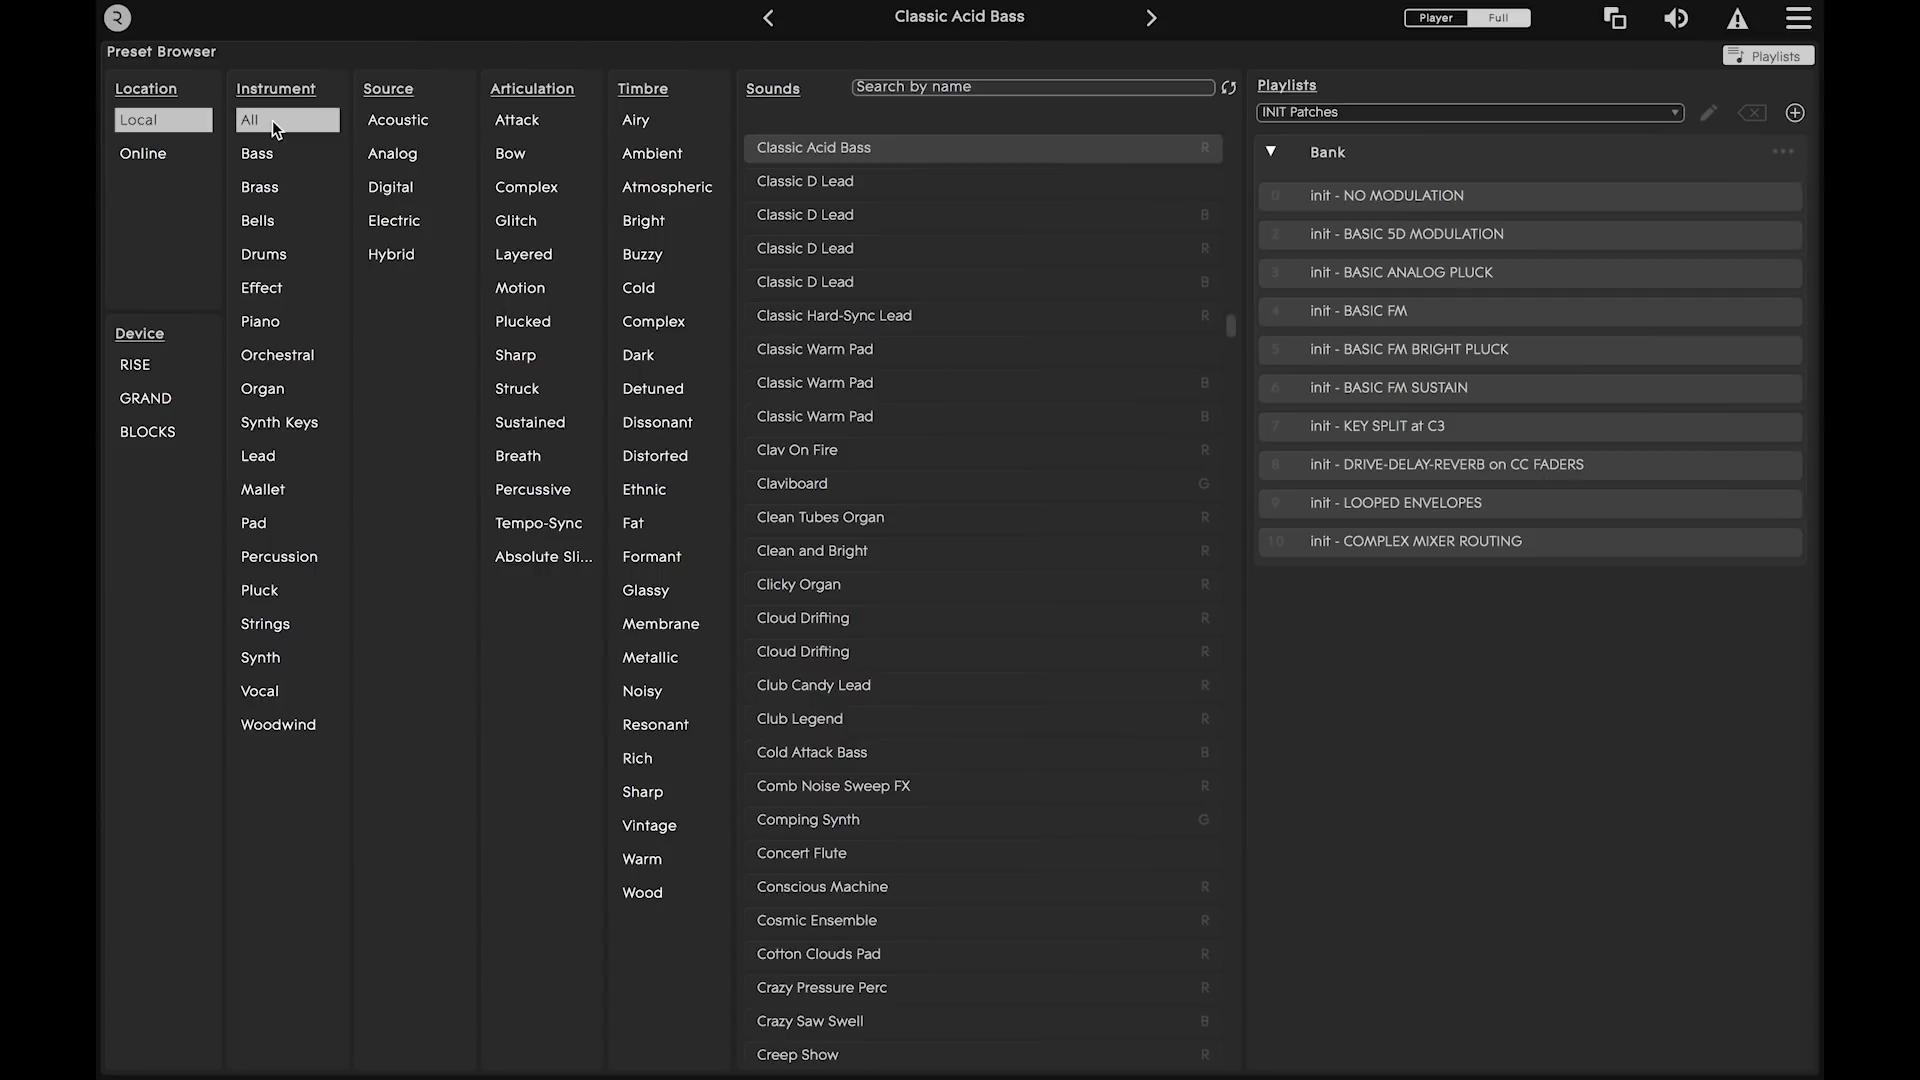 Classic Acid Bass
Player
Full
Preset Browser
Playlists
Location
Local
Online
Device
RISE
GRAND
BLOCKS
Instrument
All
Bass
Brass
Bells
Drums
Effect
Piano
Orchestral
Organ
Synth Keys
Lead
Mallet
Pad
Percussion
Pluck
Strings
Synth
Vocal
Woodwind
Source
Acoustic
Analog
Digital
Electric
Hybrid
Articulation
Attack
Bow
Complex
Glitch
Layered
Motion
Plucked
Sharp
Struck
Sustained
Breath
Percussive
Tempo-Sync
Absolute Sli...
Timbre
Airy
Ambient
Atmospheric
Bright
Buzzy
Cold
Complex
Dark
Detuned
Dissonant
Distorted
Ethnic
Fat
Formant
Glassy
Membrane
Metallic
Noisy
Resonant
Rich
Sharp
Vintage
Warm
Wood
Sounds
Search by name
Classic Acid Bass R
Classic D Lead
Classic D Lead B
Classic D Lead R
Classic D Lead B
Classic Hard-Sync Lead R
Classic Warm Pad
Classic Warm Pad B
Classic Warm Pad B
Clav On Fire R
Claviboard G
Clean Tubes Organ R
Clean and Bright R
Clicky Organ R
Cloud Drifting R
Cloud Drifting R
Club Candy Lead R
Club Legend R
Cold Attack Bass B
Comb Noise Sweep FX R
Comping Synth G
Concert Flute
Conscious Machine R
Cosmic Ensemble R
Cotton Clouds Pad R
Crazy Pressure Perc R
Crazy Saw Swell B
Creep Show R
Playlists
INIT Patches
Bank
0 init - NO MODULATION
2 init - BASIC 5D MODULATION
3 init - BASIC ANALOG PLUCK
4 init - BASIC FM
5 init - BASIC FM BRIGHT PLUCK
6 init - BASIC FM SUSTAIN
7 init - KEY SPLIT at C3
8 init - DRIVE-DELAY-REVERB on CC FADERS
9 init - LOOPED ENVELOPES
10 init - COMPLEX MIXER ROUTING